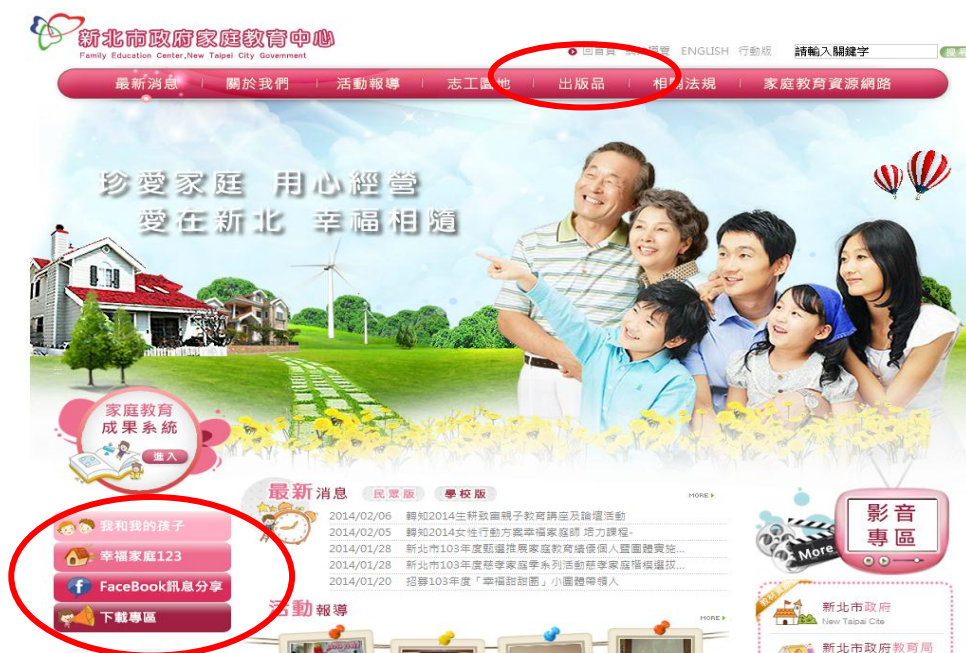 新北市政府家庭教育中心
Family Education Center,New Taipei City Government
回首頁 導覽 ENGLISH 行動版 請輸入關鍵字 搜尋
最新消息 關於我們 活動報導 志工園地 出版品 相關法規 家庭教育資源網路
珍愛家庭 用心經營
愛在新北 幸福相隨
家庭教育
成果系統
進入
我和我的孩子
幸福家庭123
FaceBook訊息分享
下載專區
最新消息 民眾版 學校版 MORE
2014/02/06 轉知2014生耕致富親子教育講座及論壇活動
2014/02/05 轉知2014女性行動方案幸福家庭師 培力課程-
2014/01/28 新北市103年度甄選推展家庭教育績優個人暨團體實施...
2014/01/28 新北市103年度慈孝家庭學系列活動慈孝家庭楷模選拔...
2014/01/20 招募103年度「幸福甜甜圈」小團體帶領人
活動報導 MORE
影音
專區
More
新北市政府
New Taipei Cite
新北市政府教育局